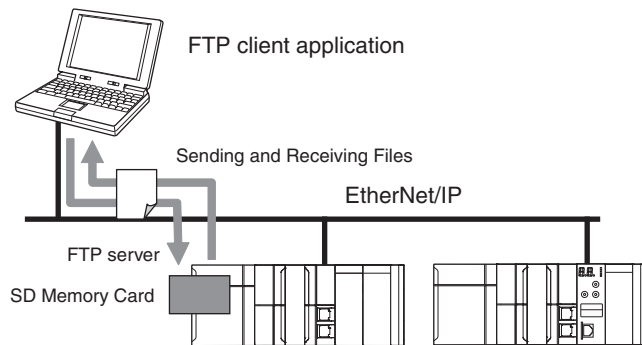 FTP client application
Sending and Receiving Files
EtherNet/IP
FTP server
SD Memory Card